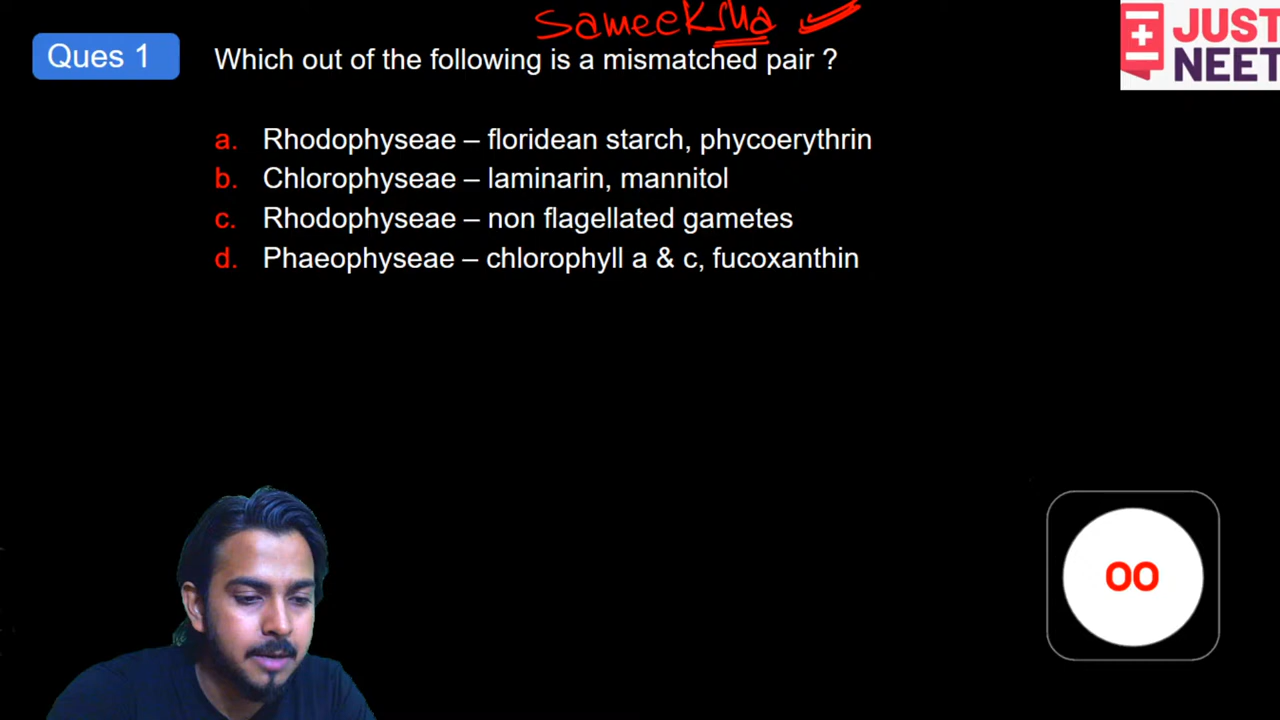 SameekMa
Ques 1
Which out of the following is a mismatched pair ?
JUST
NEET
a. Rhodophyseae – floridean starch, phycoerythrin
b. Chlorophyseae – laminarin, mannitol
c. Rhodophyseae – non flagellated gametes
d. Phaeophyseae – chlorophyll a & c, fucoxanthin
00